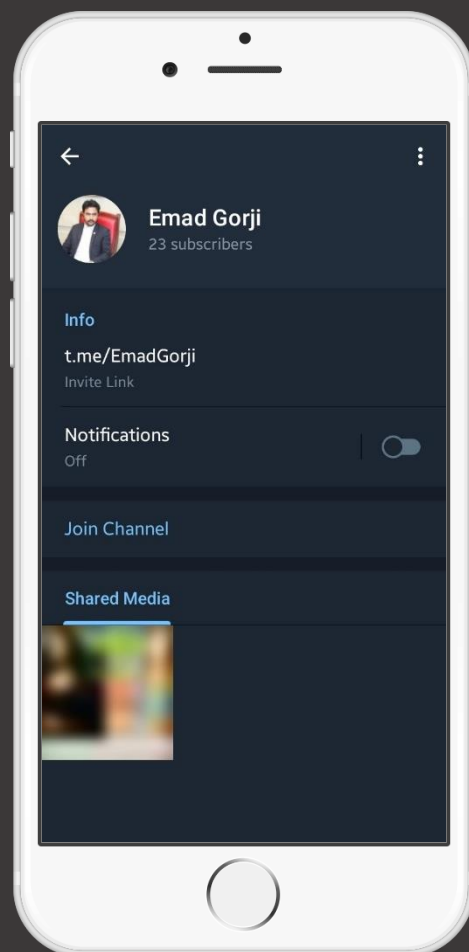 Emad Gorji
23 subscribers
Info
t.me/EmadGorji
Invite Link
Notifications
Off
Join Channel
Shared Media